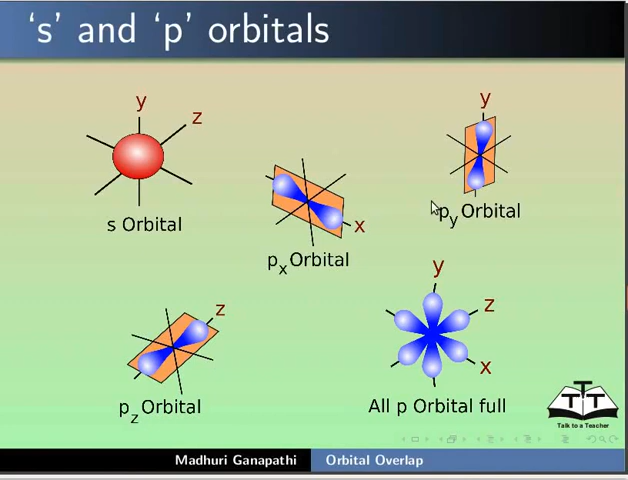 ‘s’ and ‘p’ orbitals
y
z
s Orbital
x
px Orbital
y
py Orbital
z
pz Orbital
y
z
x
All p Orbital full
T
TT
Talk to a Teacher
Madhuri Ganapathi
Orbital Overlap